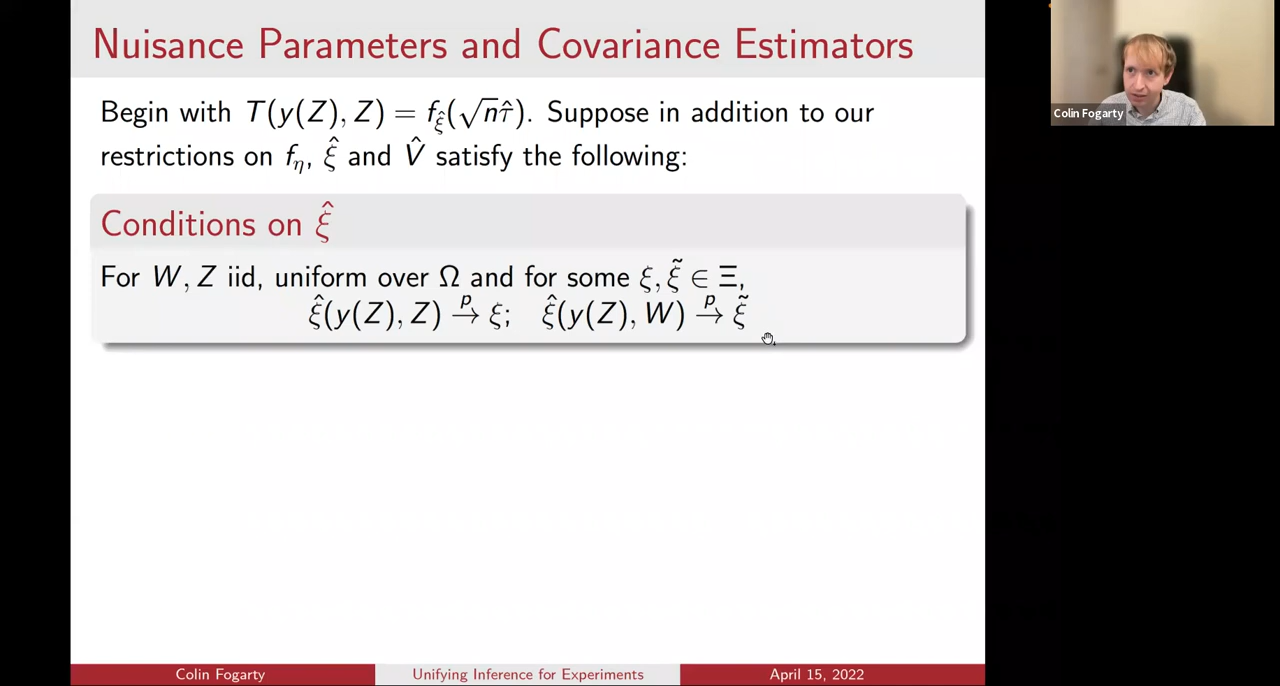 Nuisance Parameters and Covariance Estimators
Begin with T(y(Z), Z) = f_ξ̂(√n τ̂). Suppose in addition to our
restrictions on f_η, ξ̂ and V̂ satisfy the following:
Conditions on ξ̂
For W, Z iid, uniform over Ω and for some ξ, ξ̃ ∈ Ξ,
ξ̂(y(Z), Z) →ᵖ ξ; ξ̂(y(Z), W) →ᵖ ξ̃
Colin Fogarty
Colin Fogarty Unifying Inference for Experiments April 15, 2022